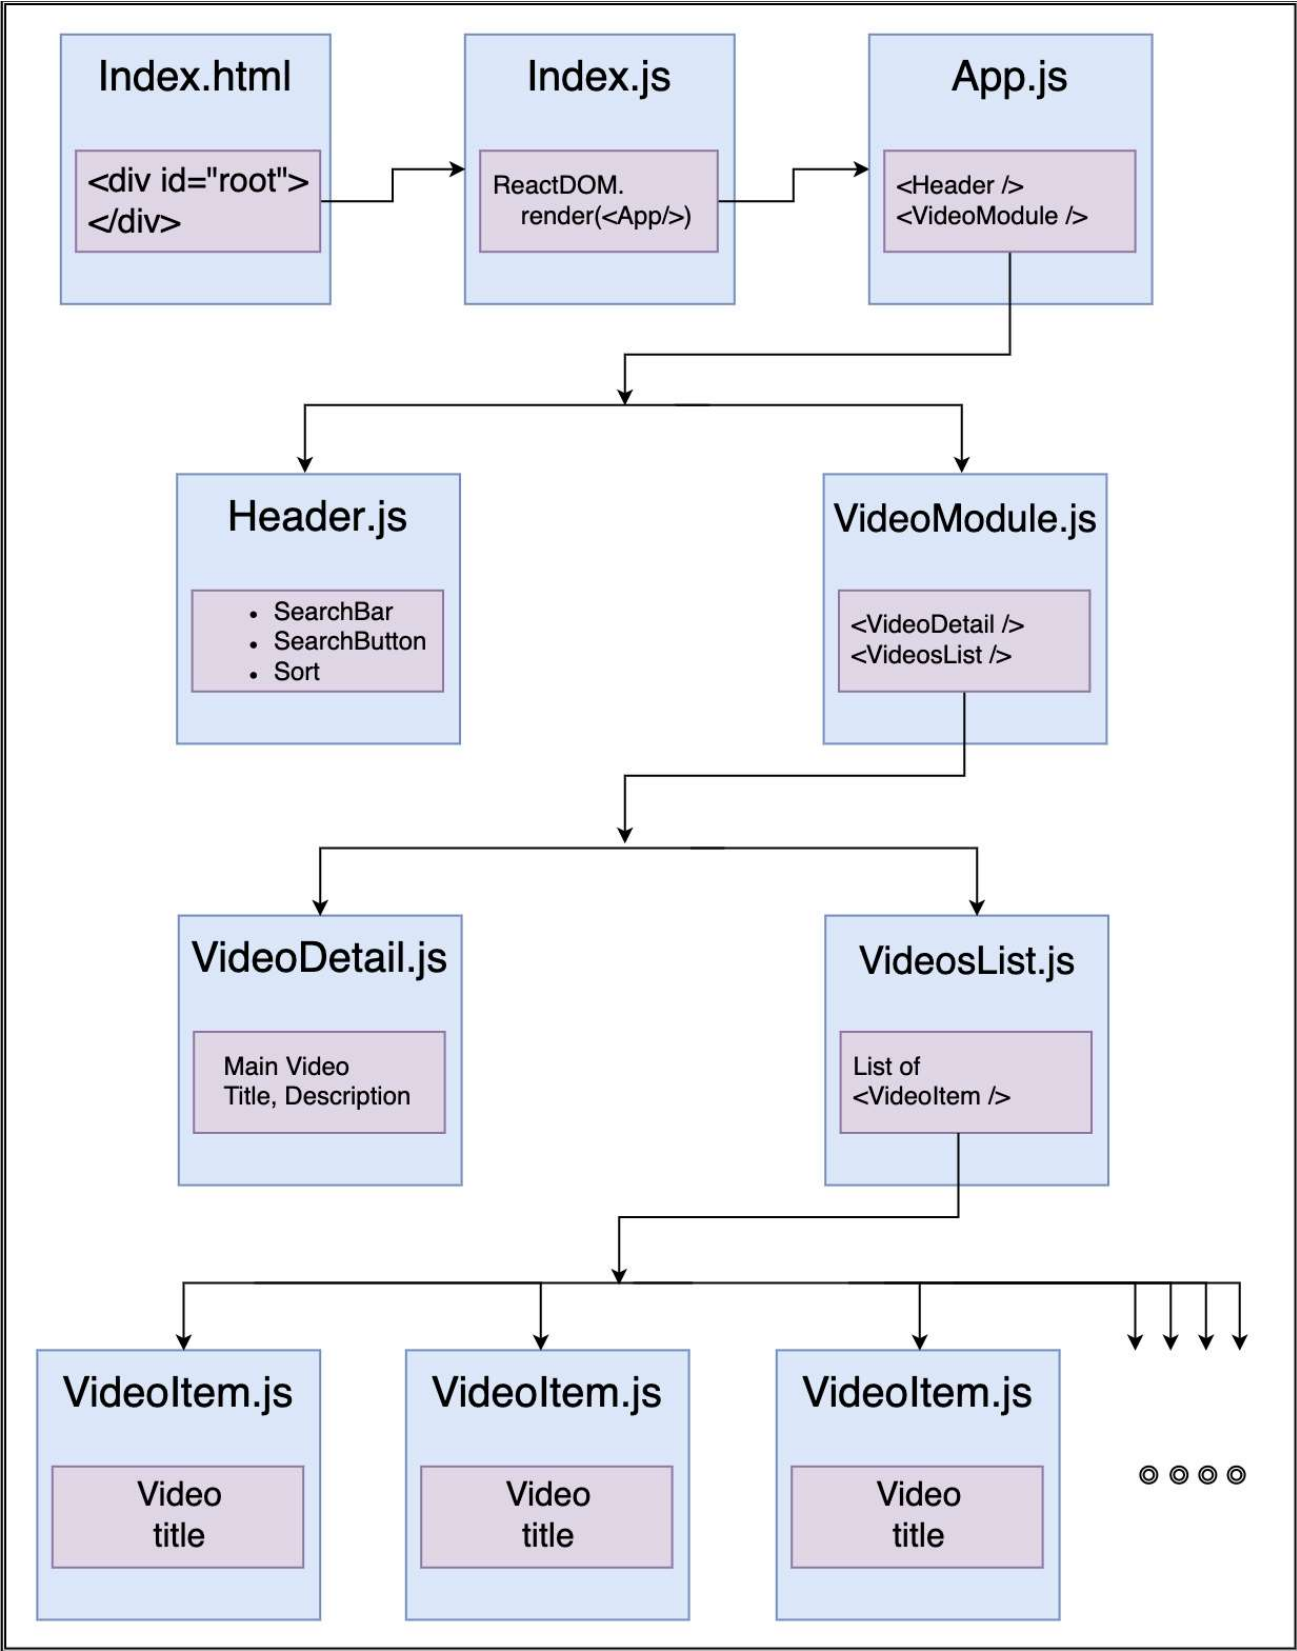 Index.html
<div id="root">
</div>
Index.js
ReactDOM.
render(<App/>)
App.js
<Header />
<VideoModule />
Header.js
• SearchBar
• SearchButton
• Sort
VideoModule.js
<VideoDetail />
<VideosList />
VideoDetail.js
Main Video
Title, Description
VideosList.js
List of
<VideoItem />
VideoItem.js
Video
title
VideoItem.js
Video
title
VideoItem.js
Video
title